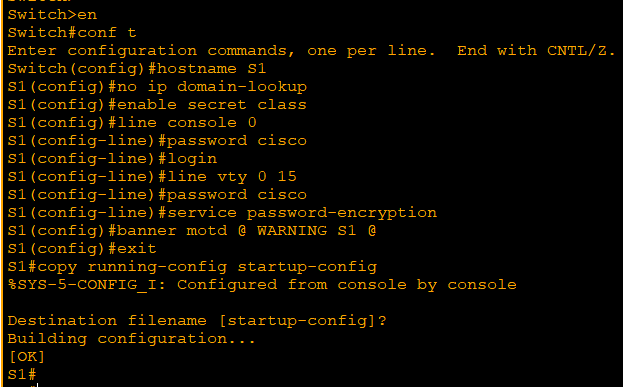 Switch>en
Switch#conf t
Enter configuration commands, one per line.  End with CNTL/Z.
Switch(config)#hostname S1
S1(config)#no ip domain-lookup
S1(config)#enable secret class
S1(config)#line console 0
S1(config-line)#password cisco
S1(config-line)#login
S1(config-line)#line vty 0 15
S1(config-line)#password cisco
S1(config-line)#service password-encryption
S1(config)#banner motd @ WARNING S1 @
S1(config)#exit
S1#copy running-config startup-config
%SYS-5-CONFIG_I: Configured from console by console
Destination filename [startup-config]?
Building configuration...
[OK]
S1#